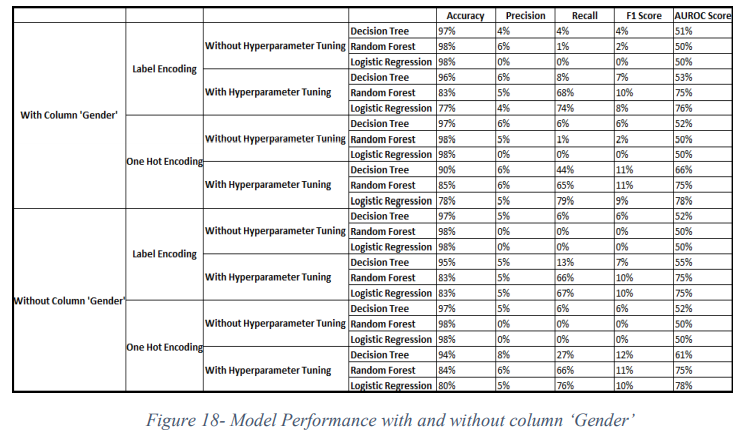 Accuracy Precision Recall F1 Score AUROC Score
With Column 'Gender' Label Encoding Without Hyperparameter Tuning Decision Tree 97% 4% 4% 4% 51%
Random Forest 98% 6% 1% 2% 50%
Logistic Regression 98% 0% 0% 0% 50%
With Hyperparameter Tuning Decision Tree 96% 6% 8% 7% 53%
Random Forest 83% 5% 68% 10% 75%
Logistic Regression 77% 4% 74% 8% 76%
One Hot Encoding Without Hyperparameter Tuning Decision Tree 97% 6% 6% 6% 52%
Random Forest 98% 5% 1% 2% 50%
Logistic Regression 98% 0% 0% 0% 50%
With Hyperparameter Tuning Decision Tree 90% 6% 44% 11% 66%
Random Forest 85% 6% 65% 11% 75%
Logistic Regression 78% 5% 79% 9% 78%
Without Column 'Gender' Label Encoding Without Hyperparameter Tuning Decision Tree 97% 5% 6% 6% 52%
Random Forest 98% 0% 0% 0% 50%
Logistic Regression 98% 0% 0% 0% 50%
With Hyperparameter Tuning Decision Tree 95% 5% 13% 7% 55%
Random Forest 83% 5% 66% 10% 75%
Logistic Regression 83% 5% 67% 10% 75%
One Hot Encoding Without Hyperparameter Tuning Decision Tree 97% 5% 6% 6% 52%
Random Forest 98% 0% 0% 0% 50%
Logistic Regression 98% 0% 0% 0% 50%
With Hyperparameter Tuning Decision Tree 94% 8% 27% 12% 61%
Random Forest 84% 6% 66% 11% 75%
Logistic Regression 80% 5% 76% 10% 78%
Figure 18- Model Performance with and without column ‘Gender’